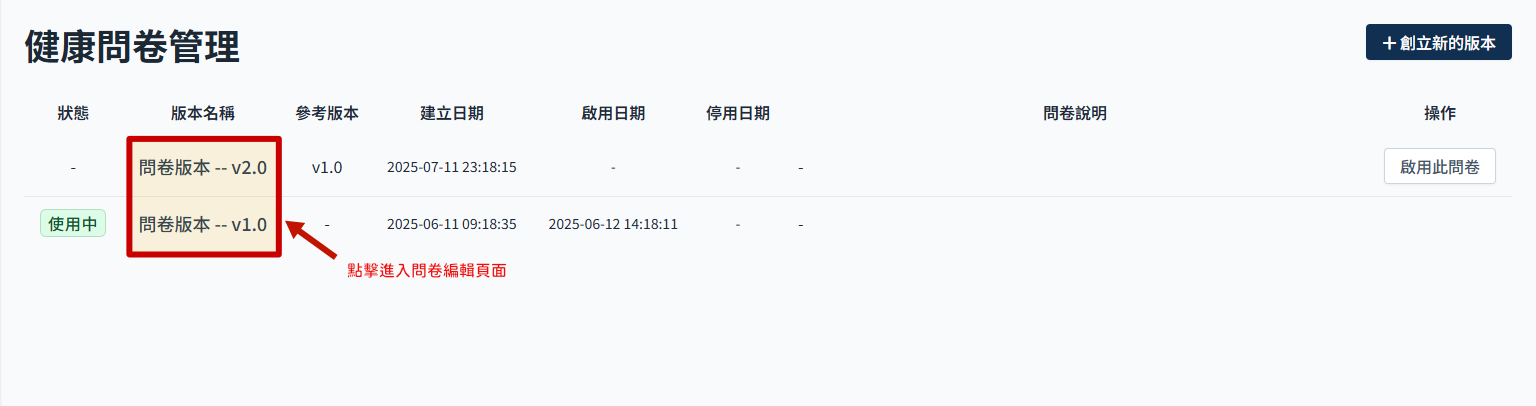 健康問卷管理
＋創立新的版本
狀態 版本名稱 參考版本 建立日期 啟用日期 停用日期 問卷說明 操作
- 問卷版本 -- v2.0 v1.0 2025-07-11 23:18:15 - - - 啟用此問卷
使用中 問卷版本 -- v1.0 - 2025-06-11 09:18:35 2025-06-12 14:18:11 - -
點擊進入問卷編輯頁面